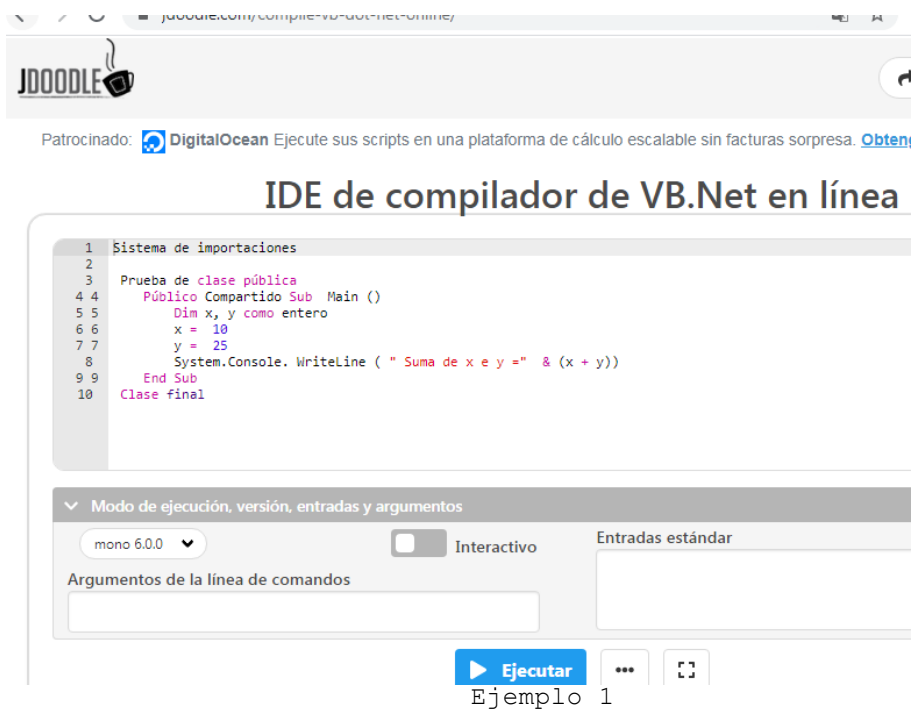 jdoodle.com/compile-vb-dot-net-online/
JDOODLE
Patrocinado: DigitalOcean Ejecute sus scripts en una plataforma de cálculo escalable sin facturas sorpresa. Obteng
IDE de compilador de VB.Net en línea
1 Sistema de importaciones
2
3 Prueba de clase pública
4 4 Público Compartido Sub Main ()
5 5 Dim x, y como entero
6 6 x = 10
7 7 y = 25
8 System.Console. WriteLine ( " Suma de x e y =" & (x + y))
9 9 End Sub
10 Clase final
Modo de ejecución, versión, entradas y argumentos
mono 6.0.0
Interactivo
Entradas estándar
Argumentos de la línea de comandos
Ejecutar
Ejemplo 1